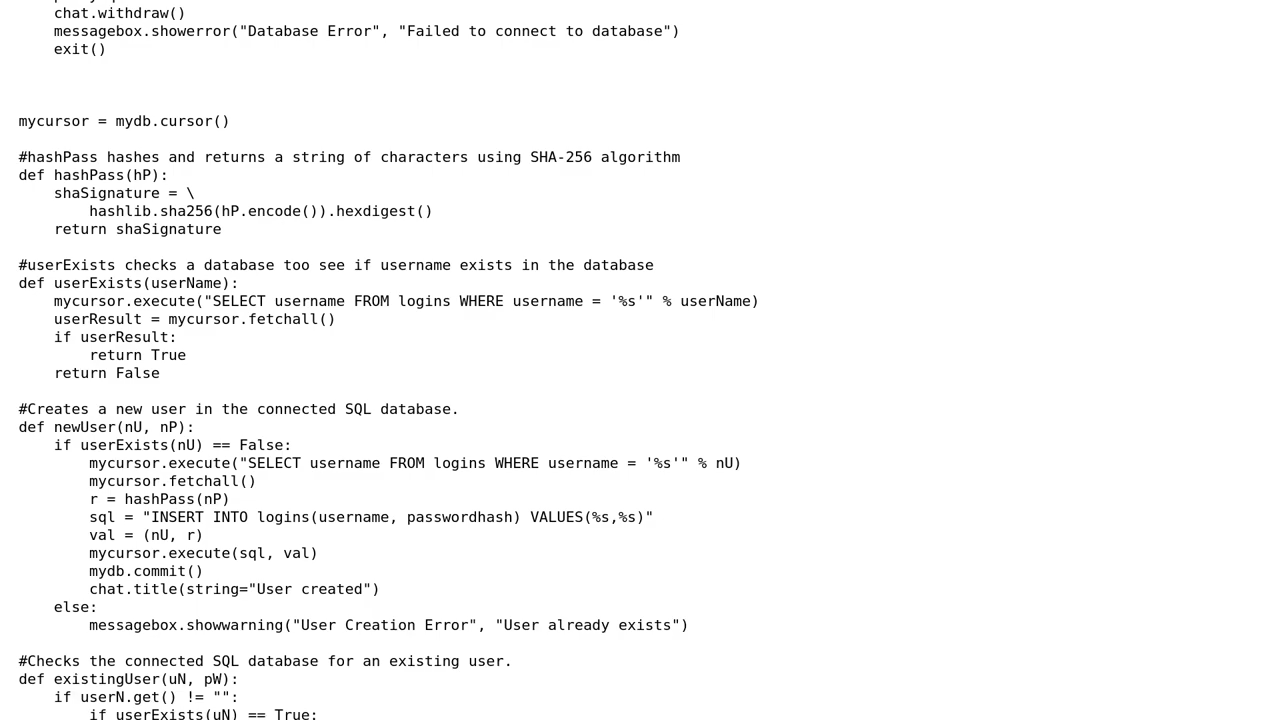 chat.withdraw()
messagebox.showerror("Database Error", "Failed to connect to database")
exit()
mycursor = mydb.cursor()
#hashPass hashes and returns a string of characters using SHA-256 algorithm
def hashPass(hP):
shaSignature = \
hashlib.sha256(hP.encode()).hexdigest()
return shaSignature
#userExists checks a database too see if username exists in the database
def userExists(userName):
mycursor.execute("SELECT username FROM logins WHERE username = '%s'" % userName)
userResult = mycursor.fetchall()
if userResult:
return True
return False
#Creates a new user in the connected SQL database.
def newUser(nU, nP):
if userExists(nU) == False:
mycursor.execute("SELECT username FROM logins WHERE username = '%s'" % nU)
mycursor.fetchall()
r = hashPass(nP)
sql = "INSERT INTO logins(username, passwordhash) VALUES(%s,%s)"
val = (nU, r)
mycursor.execute(sql, val)
mydb.commit()
chat.title(string="User created")
else:
messagebox.showwarning("User Creation Error", "User already exists")
#Checks the connected SQL database for an existing user.
def existingUser(uN, pW):
if userN.get() != "":
if userExists(uN) == True: